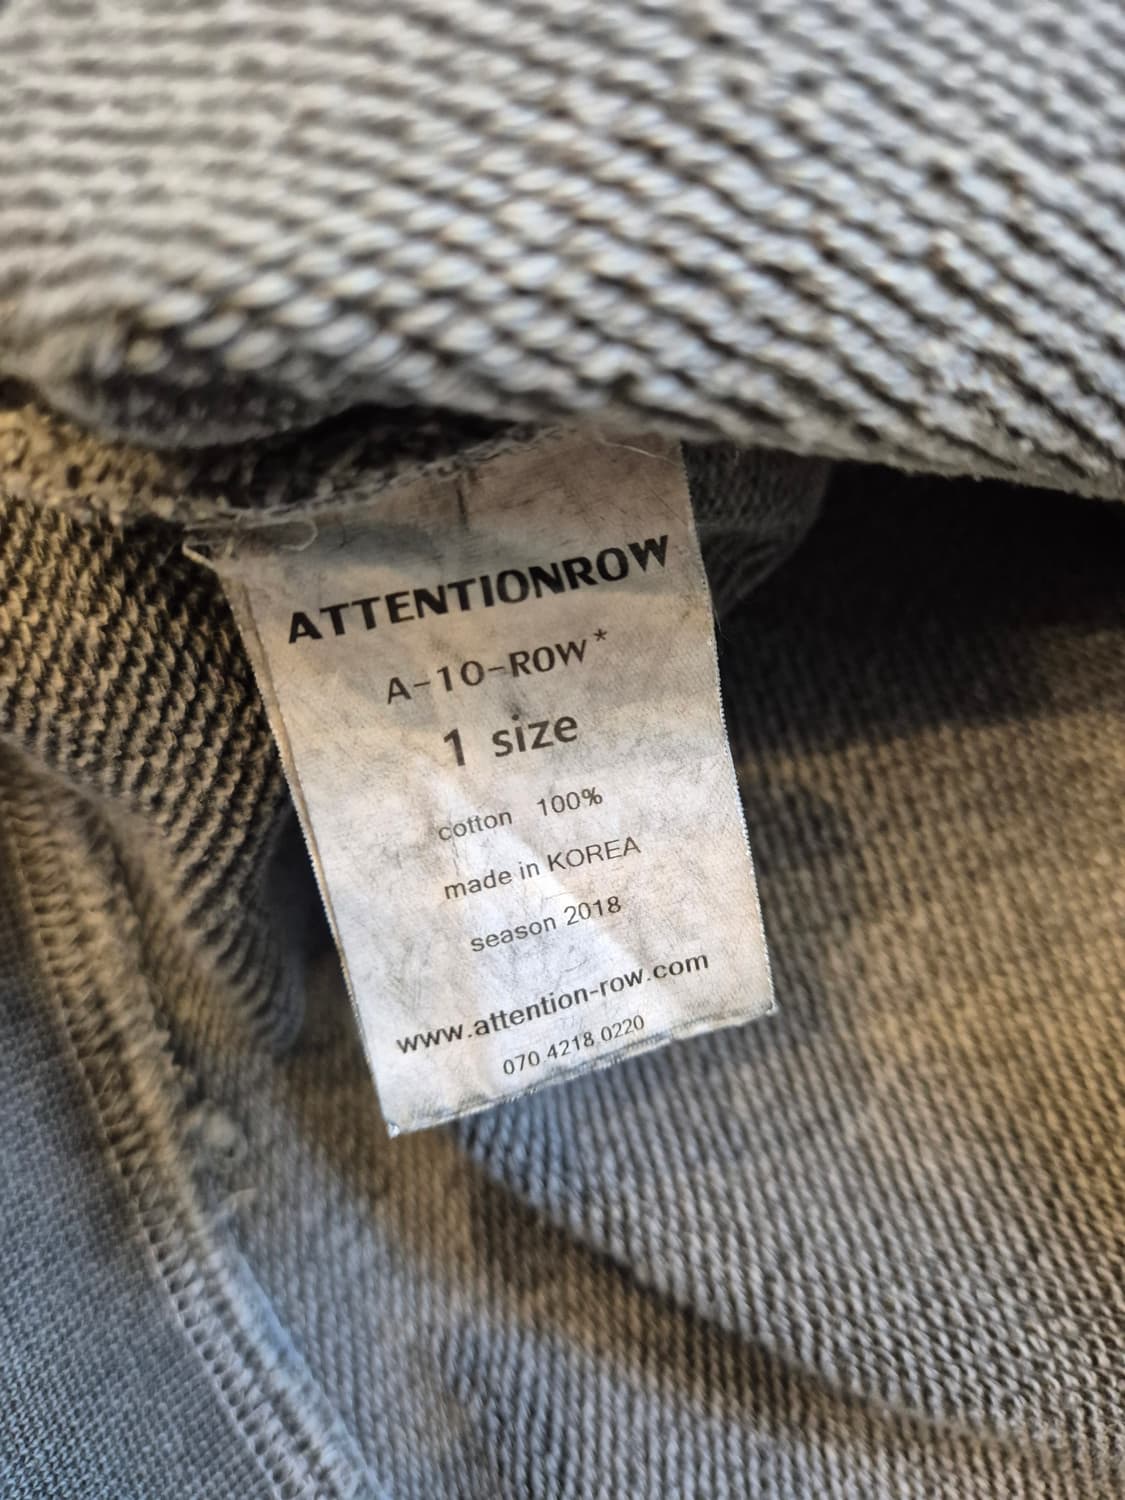 ATTENTIONROW
A-10-ROW*
1 size
cotton 100%
made in KOREA
season 2018
www.attention-row.com
070 4218 0220